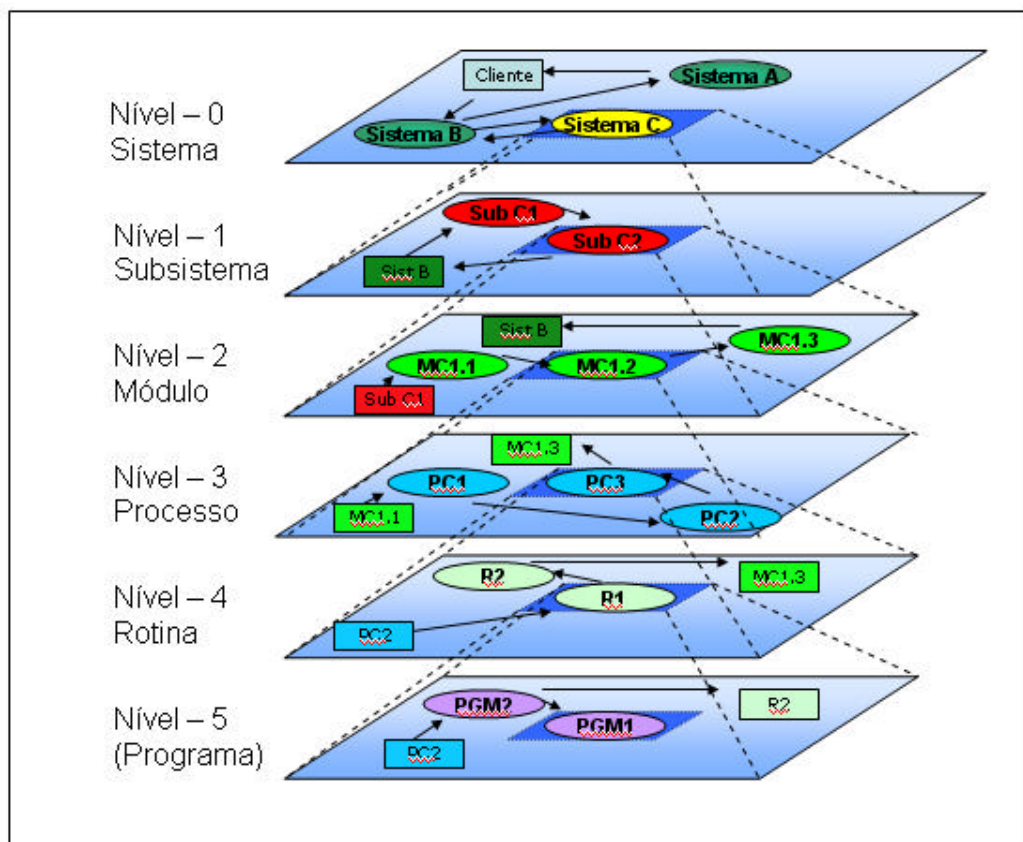 Cliente
Sistema A
Nível – 0
Sistema
Sistema B
Sistema C
Nível – 1
Subsistema
Sub C1
Sub C2
Sist B
Nível – 2
Módulo
Sist B
MC1.3
MC1.1
MC1.2
Sub C1
Nível – 3
Processo
MC1.3
PC1
PC3
MC1.1
PC2
Nível – 4
Rotina
R2
MC1.3
R1
PC2
Nível – 5
(Programa)
PGM2
R2
PGM1
PC2